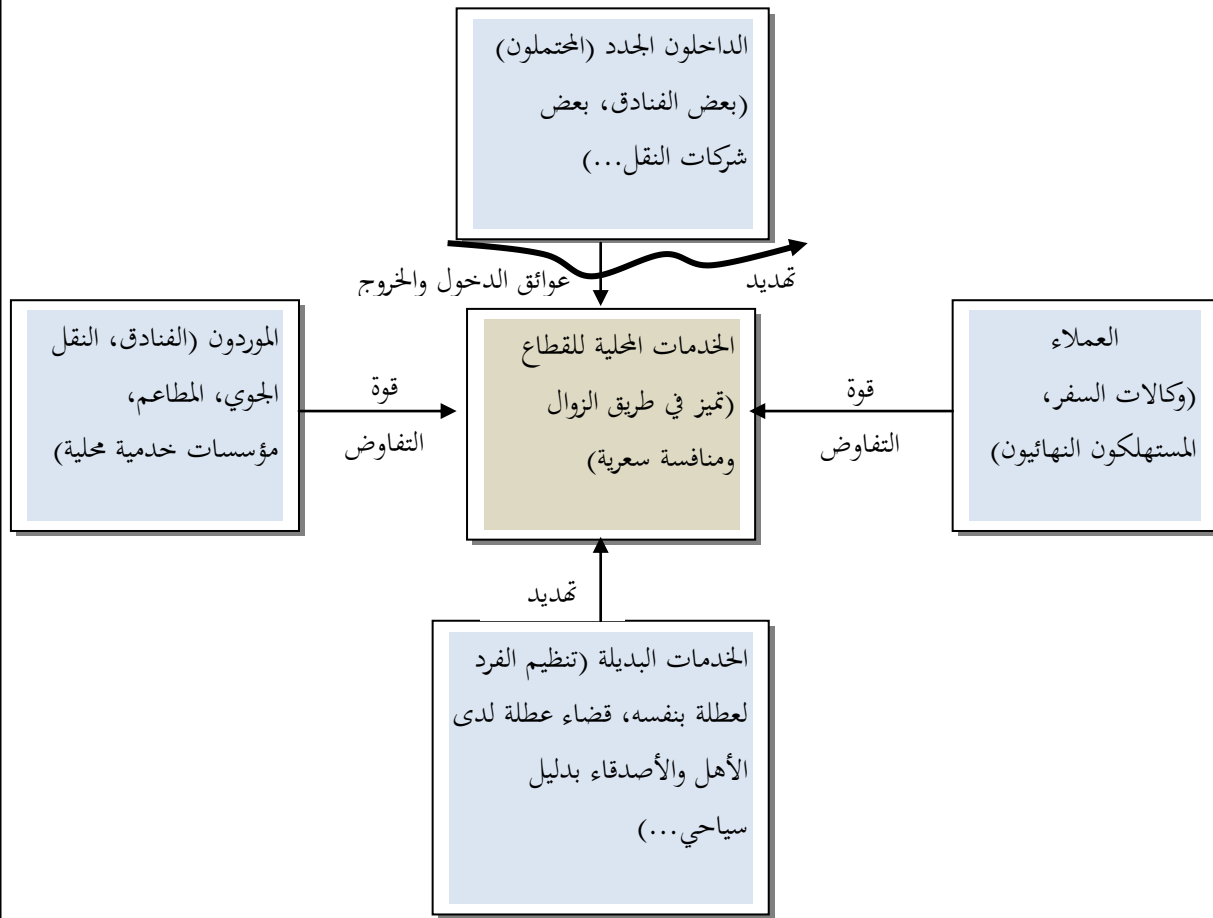 الداخلون الجدد (المحتملون)
(بعض الفنادق، بعض
شركات النقل...)
تهديد
عوائق الدخول والخروج
العملاء
(وكالات السفر،
المستهلكون النهائيون)
قوة
التفاوض
الخدمات المحلية للقطاع
(تميز في طريق الزوال
ومنافسة سعرية)
قوة
التفاوض
الموردون (الفنادق، النقل
الجوي، المطاعم،
مؤسسات خدمية محلية)
تهديد
الخدمات البديلة (تنظيم الفرد
لعطلة بنفسه، قضاء عطلة لدى
الأهل والأصدقاء بدليل
سياحي...)